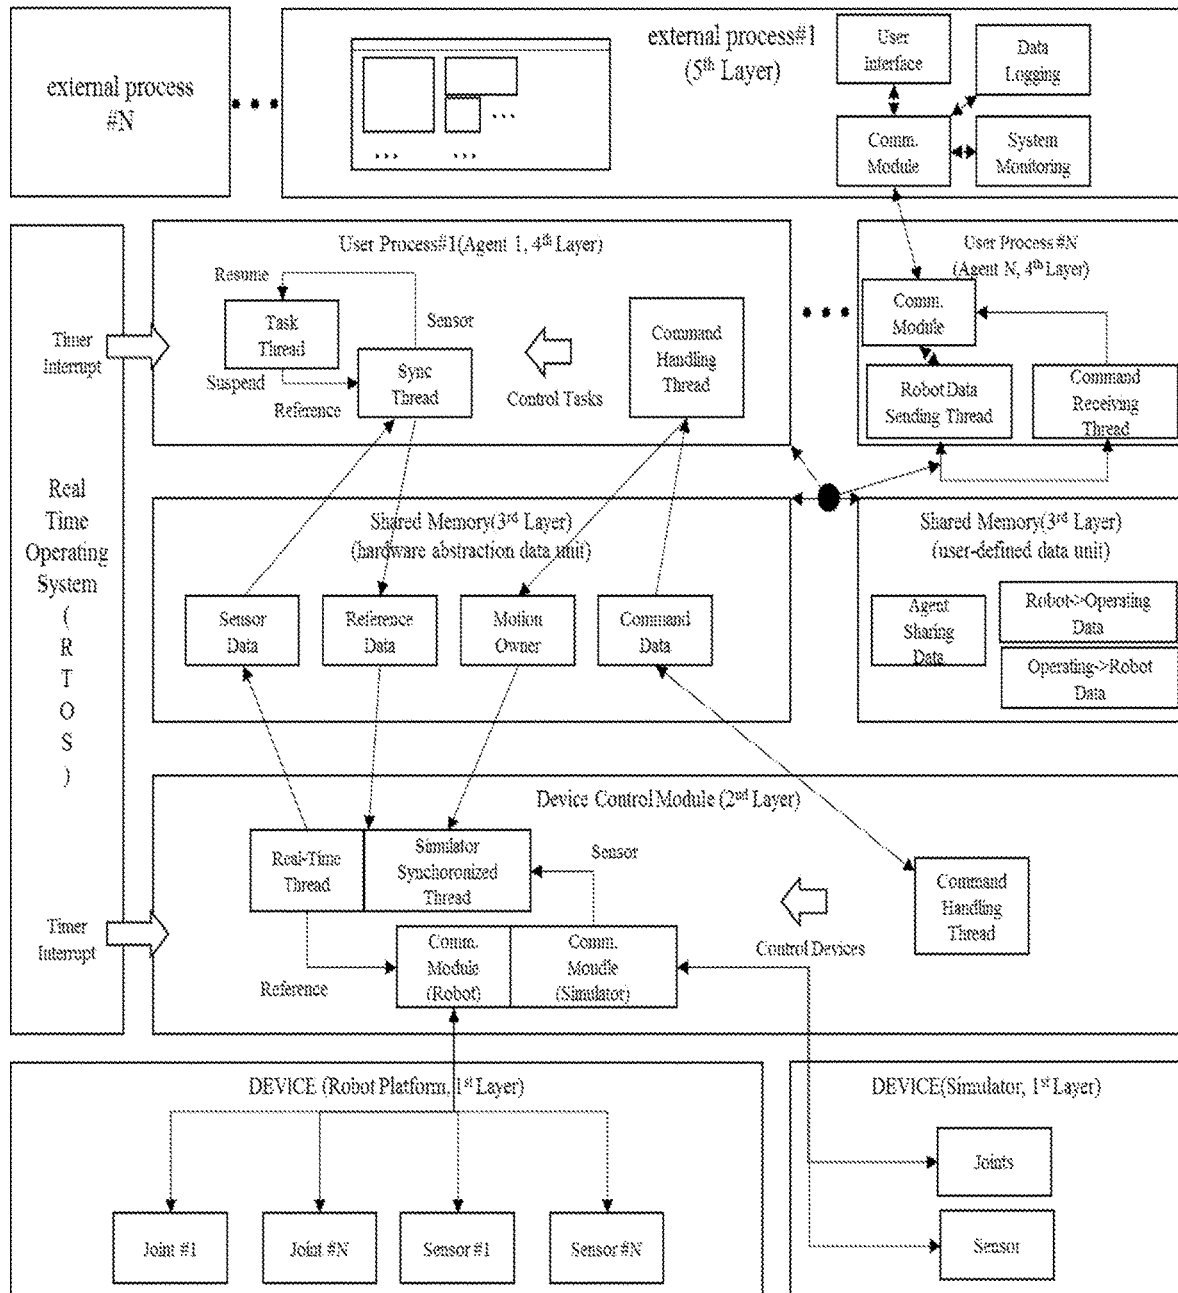 external process
#N
external process#1
(5th Layer)
User
Interface
Data
Logging
Comm.
Module
System
Monitoring
Real
Time
Operating
System
(
R
T
O
S
)
Timer
Interrupt
User Process#1(Agent 1, 4th Layer)
Resume
Task
Thread
Suspend
Reference
Sensor
Sync
Thread
Control Tasks
Command
Handling
Thread
User Process #N
(Agent N, 4th Layer)
Comm.
Module
Robot Data
Sending Thread
Command
Receiving
Thread
Shared Memory(3rd Layer)
(hardware abstraction data unit)
Sensor
Data
Reference
Data
Motion
Owner
Command
Data
Shared Memory(3rd Layer)
(user-defined data unit)
Agent
Sharing
Data
Robot->Operating
Data
Operating->Robot
Data
Timer
Interrupt
Device Control Module (2nd Layer)
Real-Time
Thread
Simulator
Synchoronized
Thread
Sensor
Reference
Comm.
Module
(Robot)
Comm.
Moudle
(Simulator)
Control Devices
Command
Handling
Thread
DEVICE (Robot Platform, 1st Layer)
Joint #1
Joint #N
Sensor #1
Sensor #N
DEVICE(Simulator, 1st Layer)
Joints
Sensor